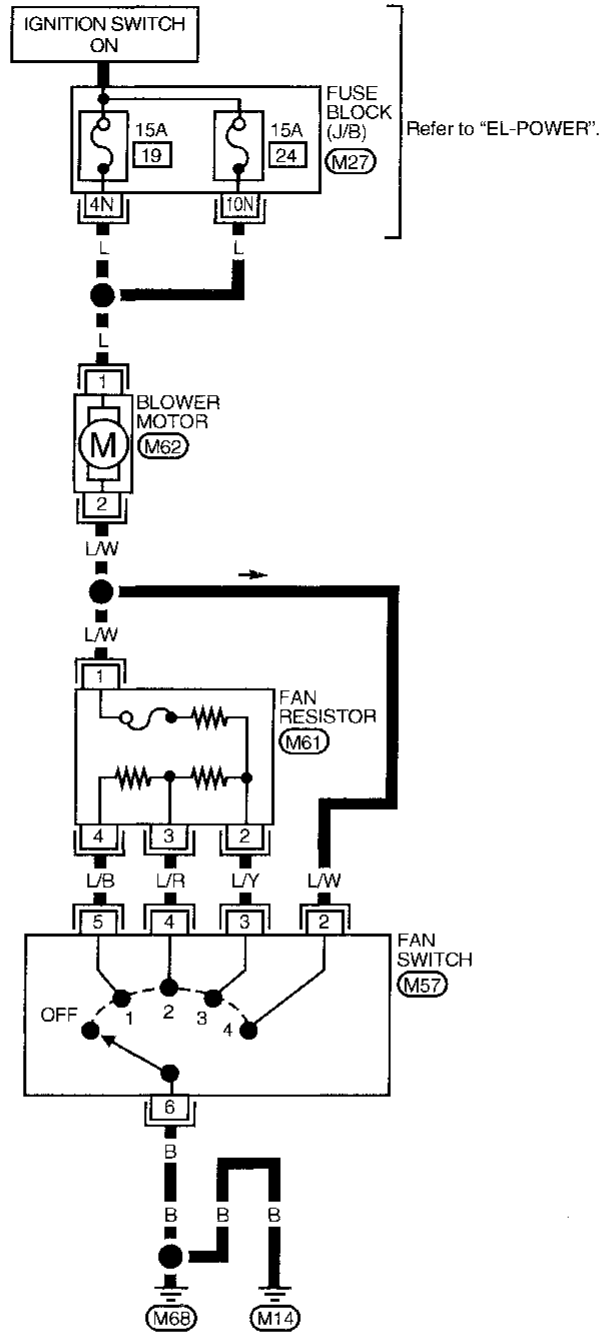 IGNITION SWITCH
ON
FUSE
BLOCK
(J/B)
M27
Refer to "EL-POWER".
15A
19
15A
24
4N
10N
L
L
L
1
BLOWER
MOTOR
M62
M
2
L/W
L/W
1
FAN
RESISTOR
M61
4
3
2
L/B
L/R
L/Y
L/W
5
4
3
2
FAN
SWITCH
M57
OFF
1
2
3
4
6
B
B
B
B
M68
M14